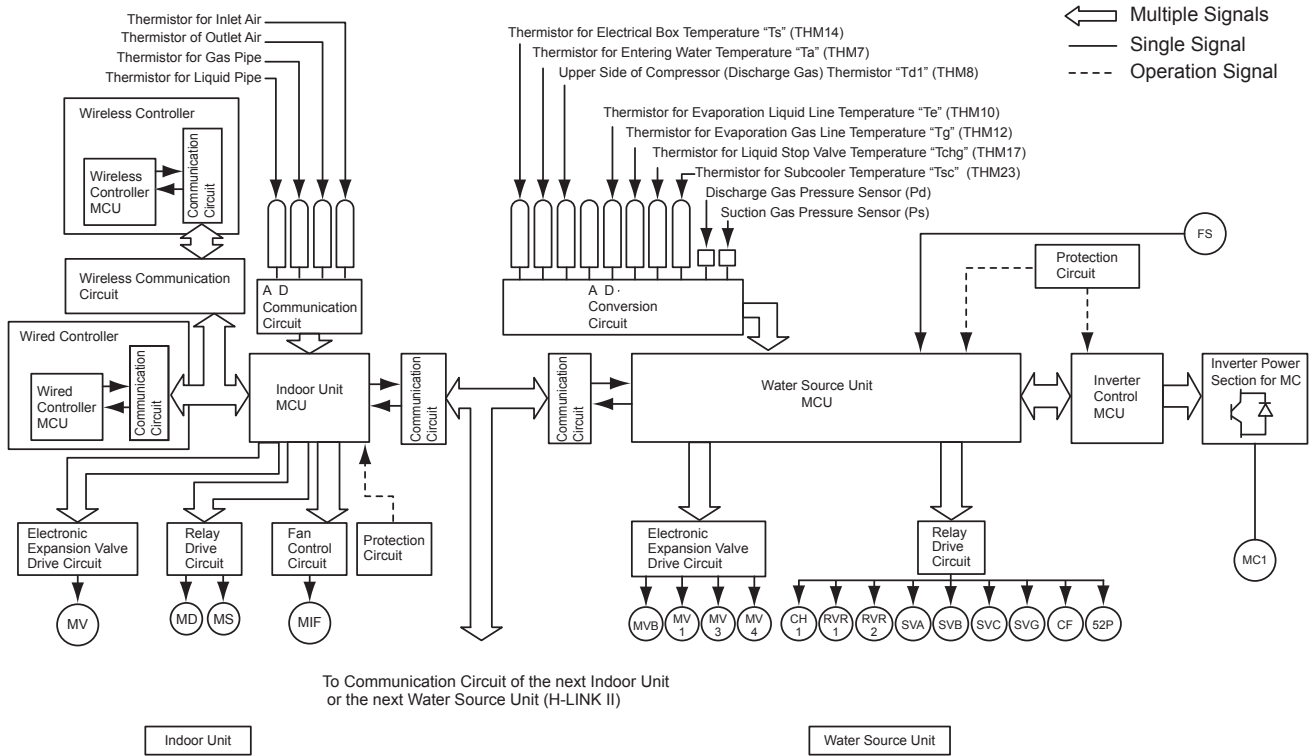 Thermistor for Inlet Air
Thermistor of Outlet Air
Thermistor for Gas Pipe
Thermistor for Liquid Pipe
Thermistor for Electrical Box Temperature “Ts” (THM14)
Thermistor for Entering Water Temperature “Ta” (THM7)
Upper Side of Compressor (Discharge Gas) Thermistor “Td1” (THM8)
Thermistor for Evaporation Liquid Line Temperature “Te” (THM10)
Thermistor for Evaporation Gas Line Temperature “Tg” (THM12)
Thermistor for Liquid Stop Valve Temperature “Tchg” (THM17)
Thermistor for Subcooler Temperature “Tsc” (THM23)
Discharge Gas Pressure Sensor (Pd)
Suction Gas Pressure Sensor (Ps)
Multiple Signals
Single Signal
Operation Signal
Wireless Controller
Wireless
Controller
MCU
Communication
Circuit
Wireless Communication
Circuit
A D
Communication
Circuit
A D ·
Conversion
Circuit
FS
Protection
Circuit
Wired Controller
Wired
Controller
MCU
Communication
Circuit
Indoor Unit
MCU
Communication
Circuit
Communication
Circuit
Water Source Unit
MCU
Inverter
Control
MCU
Inverter Power
Section for MC
Electronic
Expansion Valve
Drive Circuit
Relay
Drive
Circuit
Fan
Control
Circuit
Protection
Circuit
Electronic
Expansion Valve
Drive Circuit
Relay
Drive
Circuit
MC1
MV
MD
MS
MIF
MVB
MV
1
MV
3
MV
4
CH
1
RVR
1
RVR
2
SVA
SVB
SVC
SVG
CF
52P
To Communication Circuit of the next Indoor Unit
or the next Water Source Unit (H-LINK II)
Indoor Unit
Water Source Unit